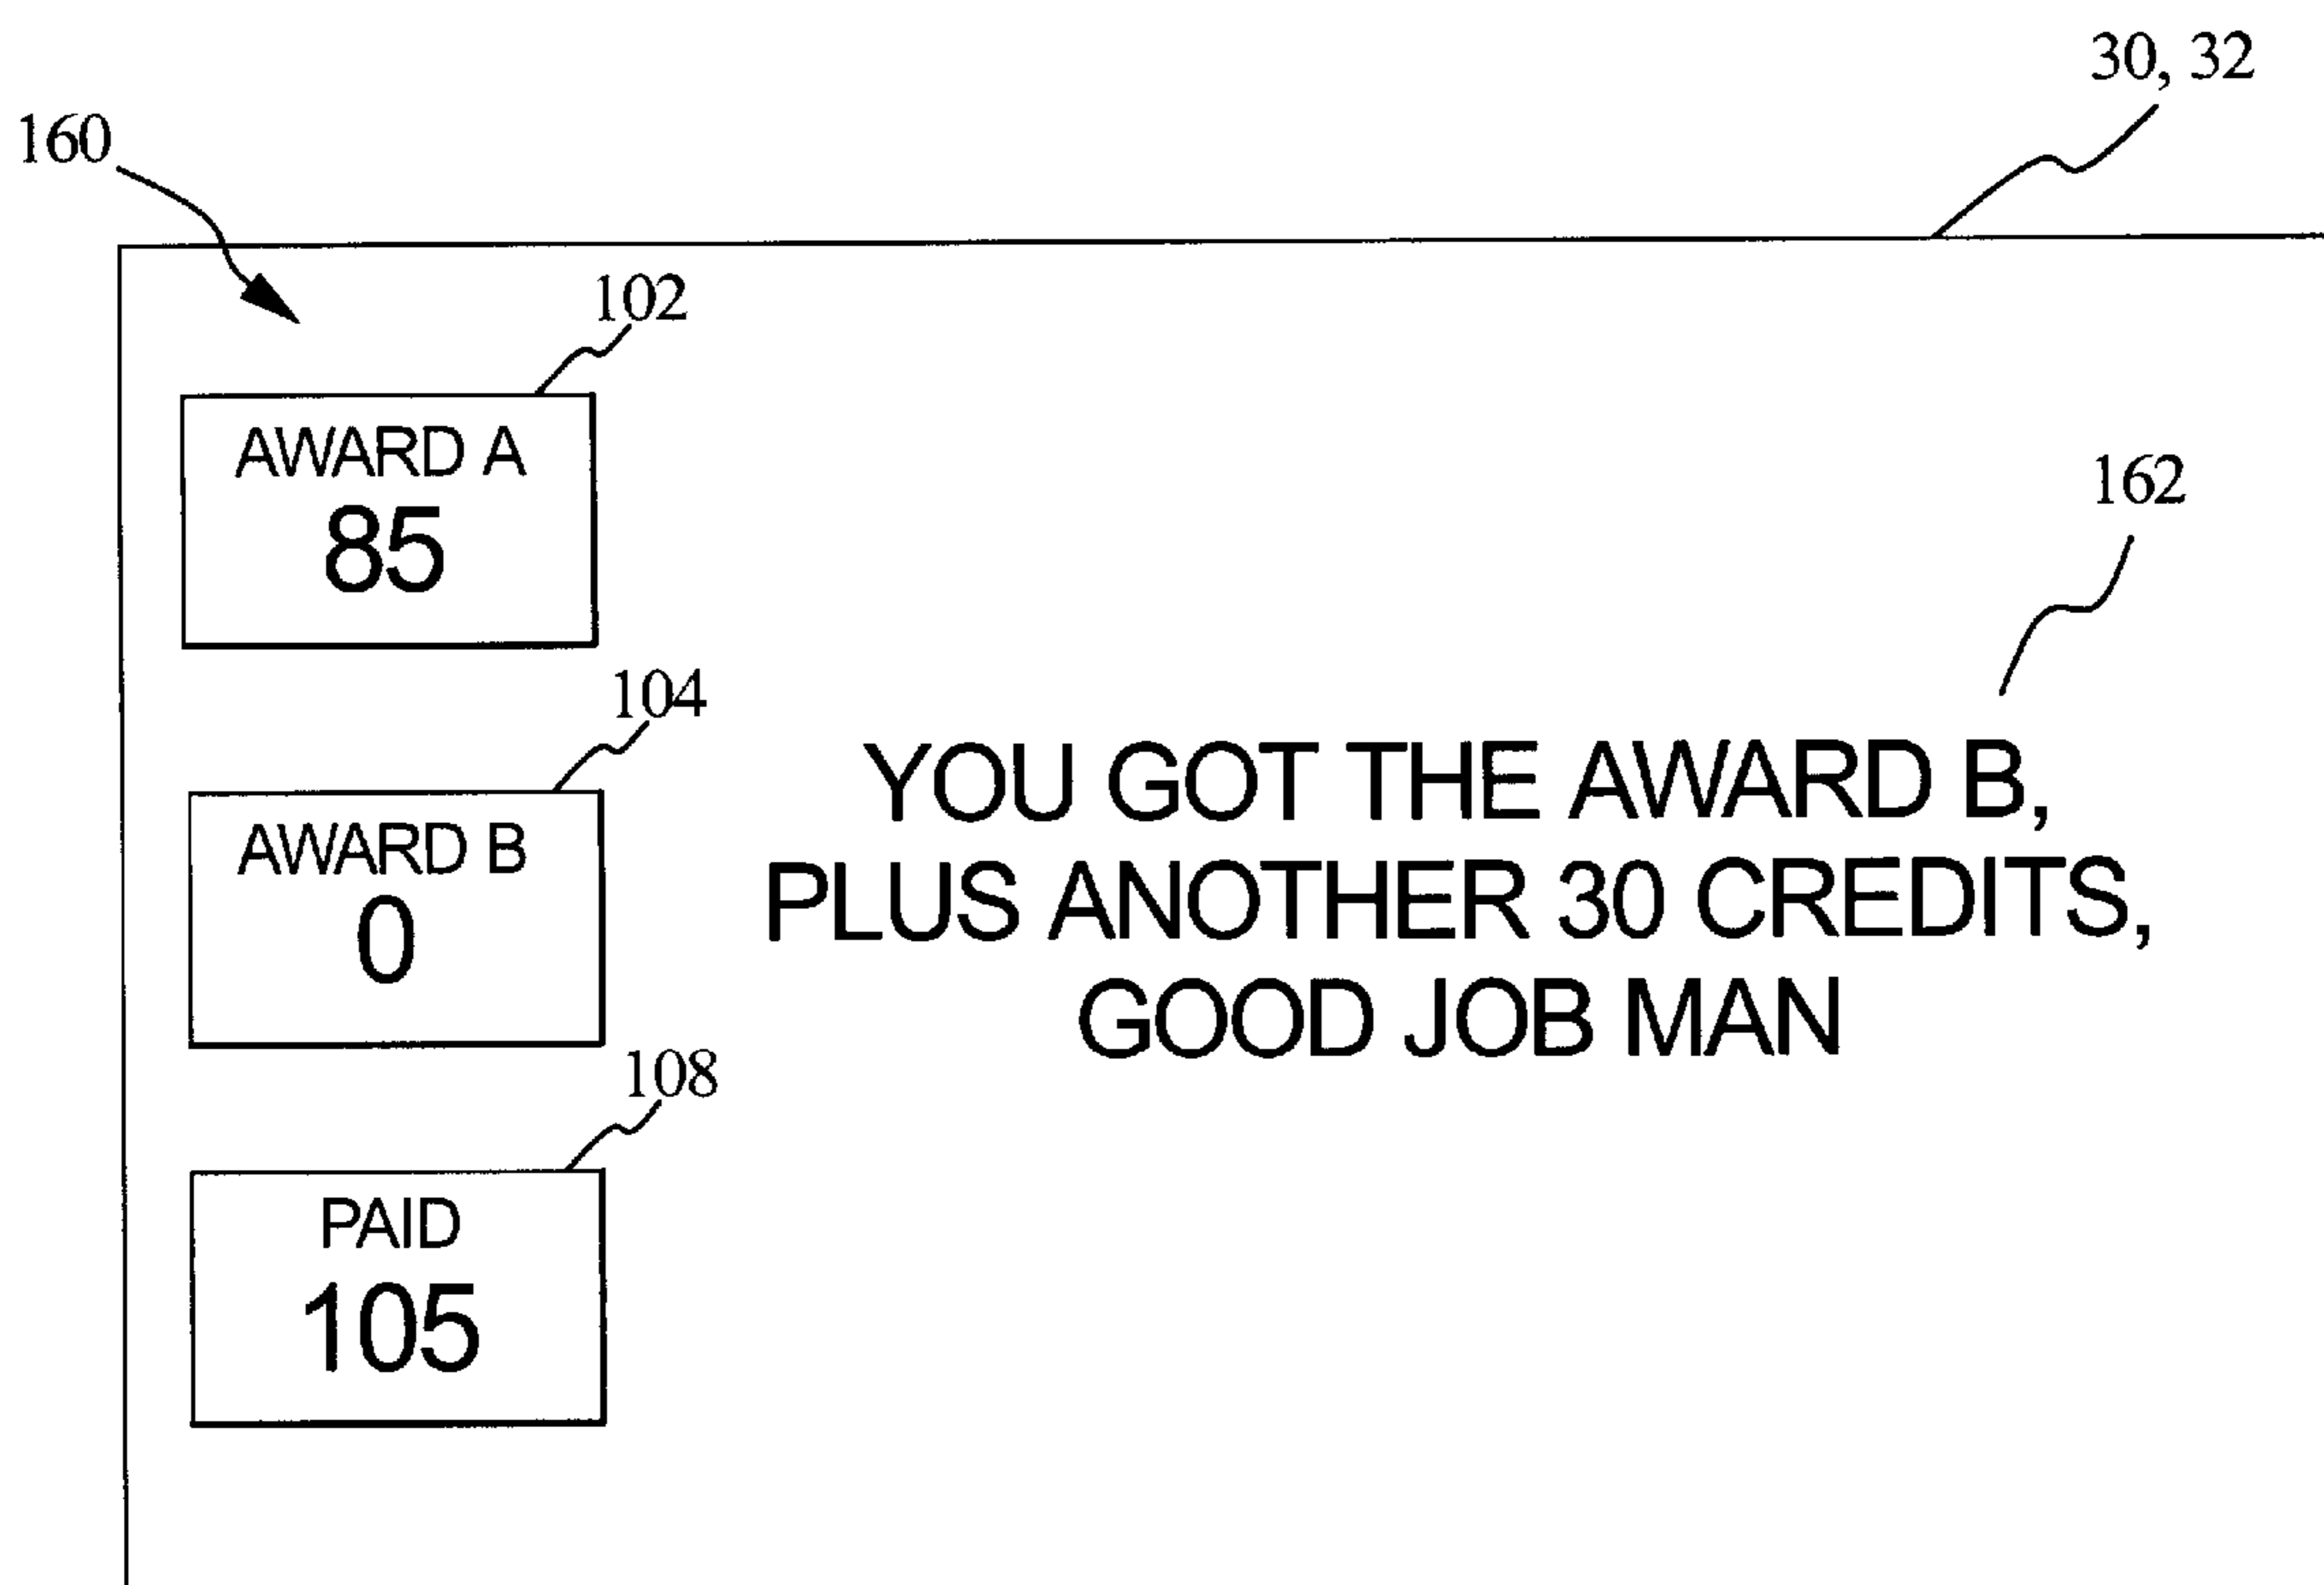 30, 32
160
102
AWARD A
85
162
104
YOU GOT THE AWARD B,
PLUS ANOTHER 30 CREDITS,
GOOD JOB MAN
AWARD B
0
108
PAID
105